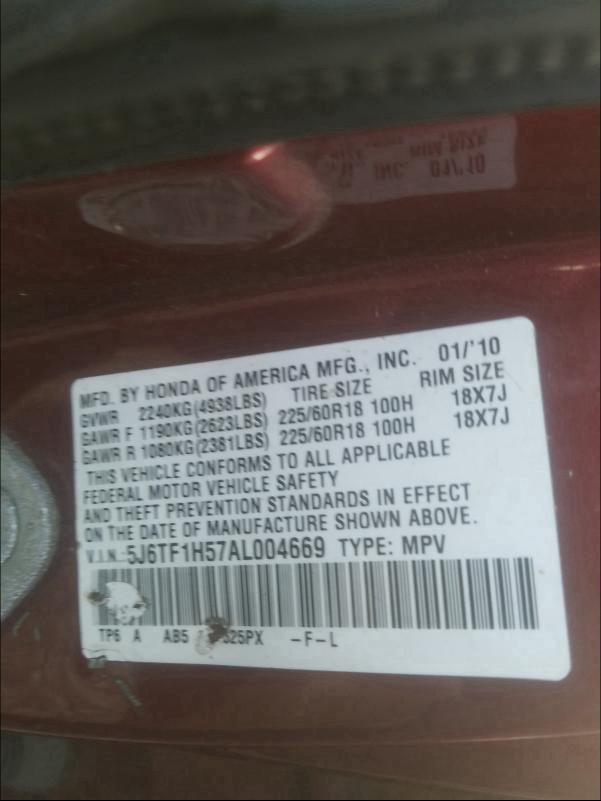 MFD. BY HONDA OF AMERICA MFG., INC. 01/'10
GVWR 2240KG(4938LBS) TIRE SIZE RIM SIZE
GAWR F 1190KG(2623LBS) 225/60R18 100H 18X7J
GAWR R 1080KG(2381LBS) 225/60R18 100H 18X7J
THIS VEHICLE CONFORMS TO ALL APPLICABLE
FEDERAL MOTOR VEHICLE SAFETY
AND THEFT PREVENTION STANDARDS IN EFFECT
ON THE DATE OF MANUFACTURE SHOWN ABOVE.
V.I.N.:5J6TF1H57AL004669 TYPE: MPV
TP6 A AB5 -F-L